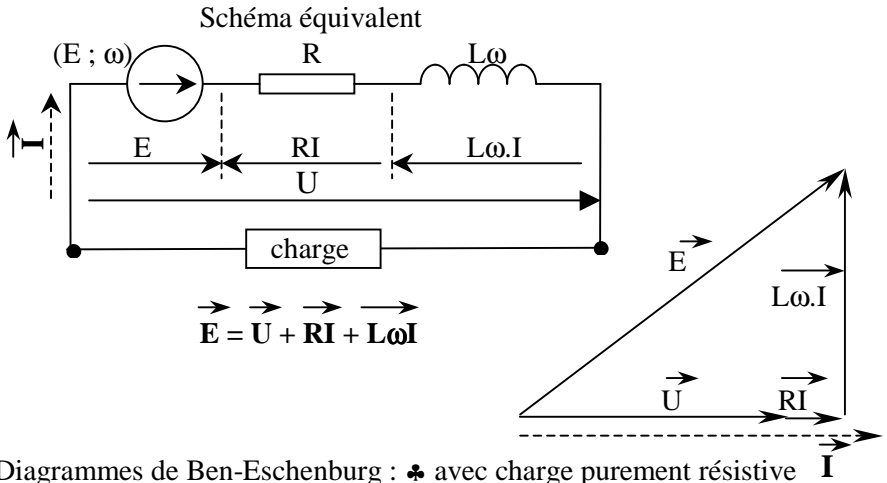 Schéma équivalent
(E ; ω) R Lω
I
E RI Lω.I
U
charge
E = U + RI + LωI
E
Lω.I
U RI
I
Diagrammes de Ben-Eschenburg : ♣ avec charge purement résistive